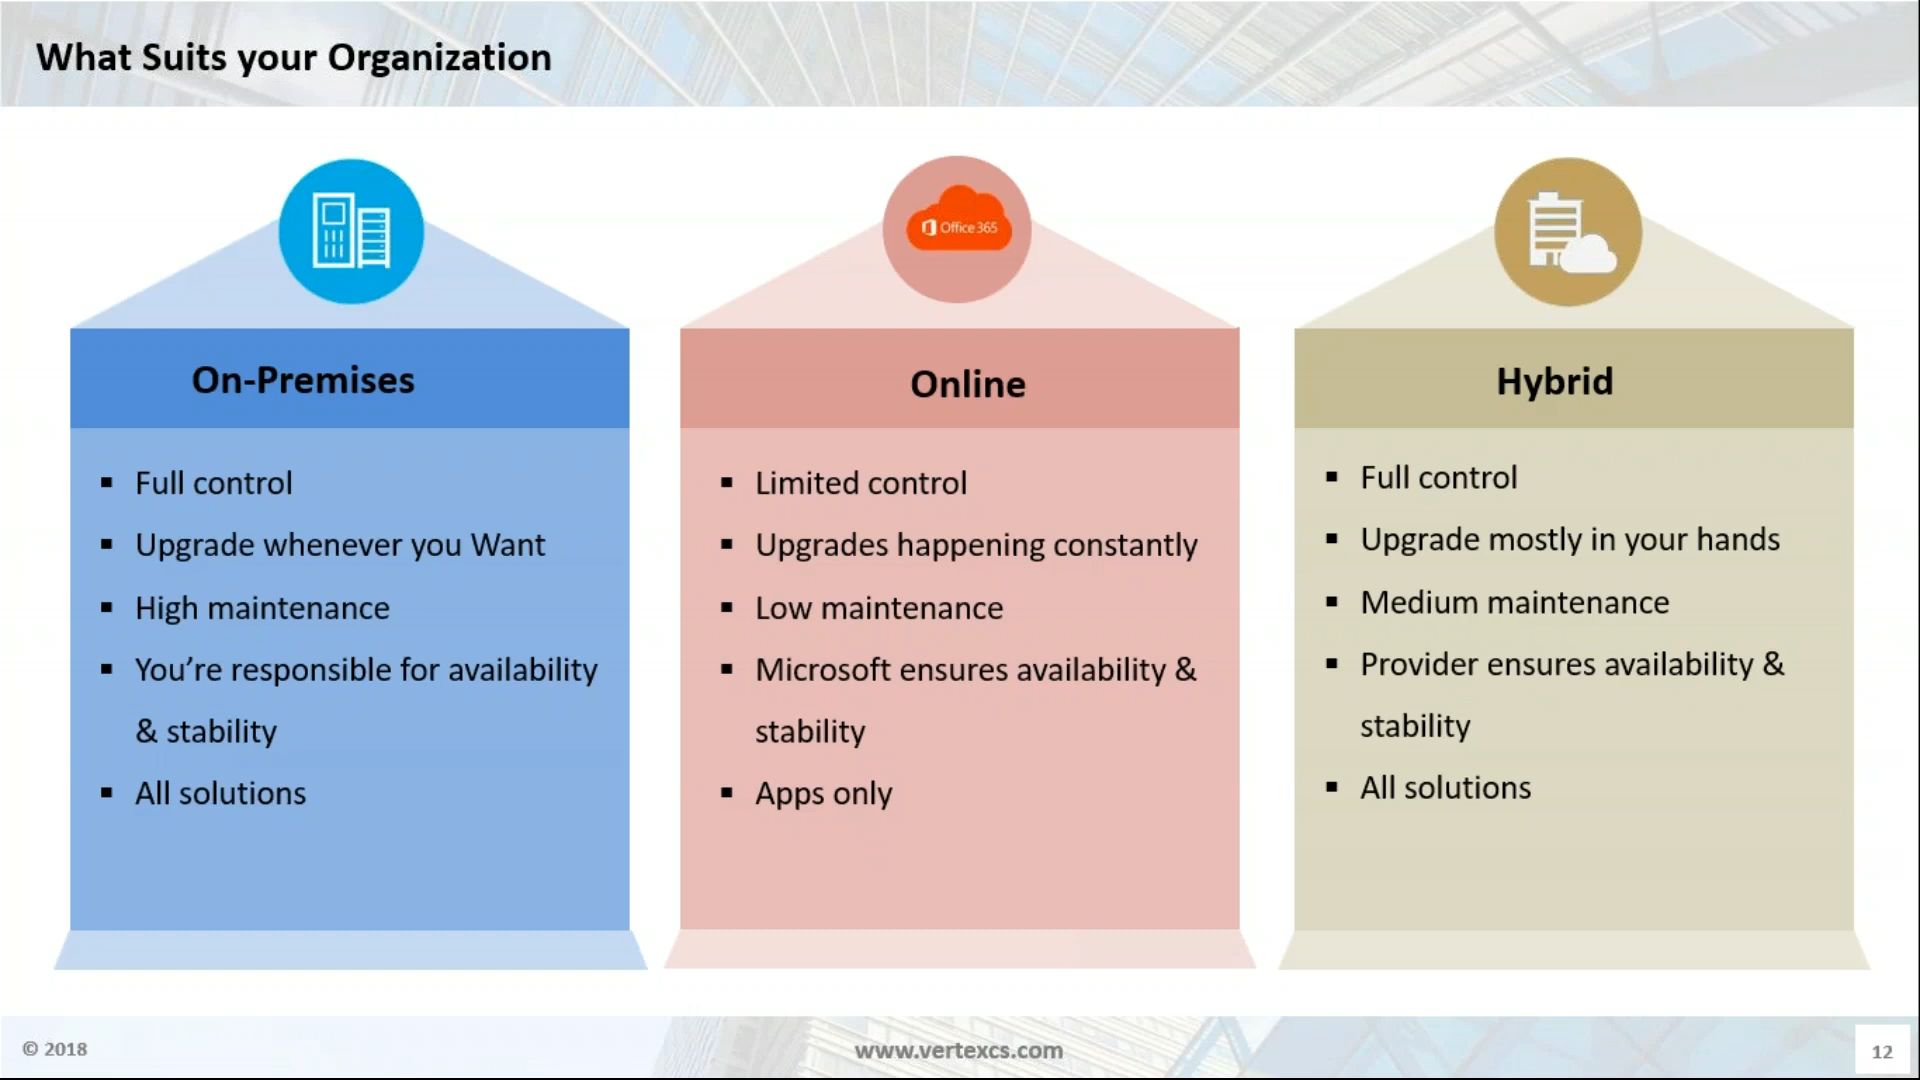 What Suits your Organization
Office 365
On-Premises
▪ Full control
▪ Upgrade whenever you Want
▪ High maintenance
▪ You’re responsible for availability
& stability
▪ All solutions
Online
▪ Limited control
▪ Upgrades happening constantly
▪ Low maintenance
▪ Microsoft ensures availability &
stability
▪ Apps only
Hybrid
▪ Full control
▪ Upgrade mostly in your hands
▪ Medium maintenance
▪ Provider ensures availability &
stability
▪ All solutions
© 2018
www.vertexcs.com
12